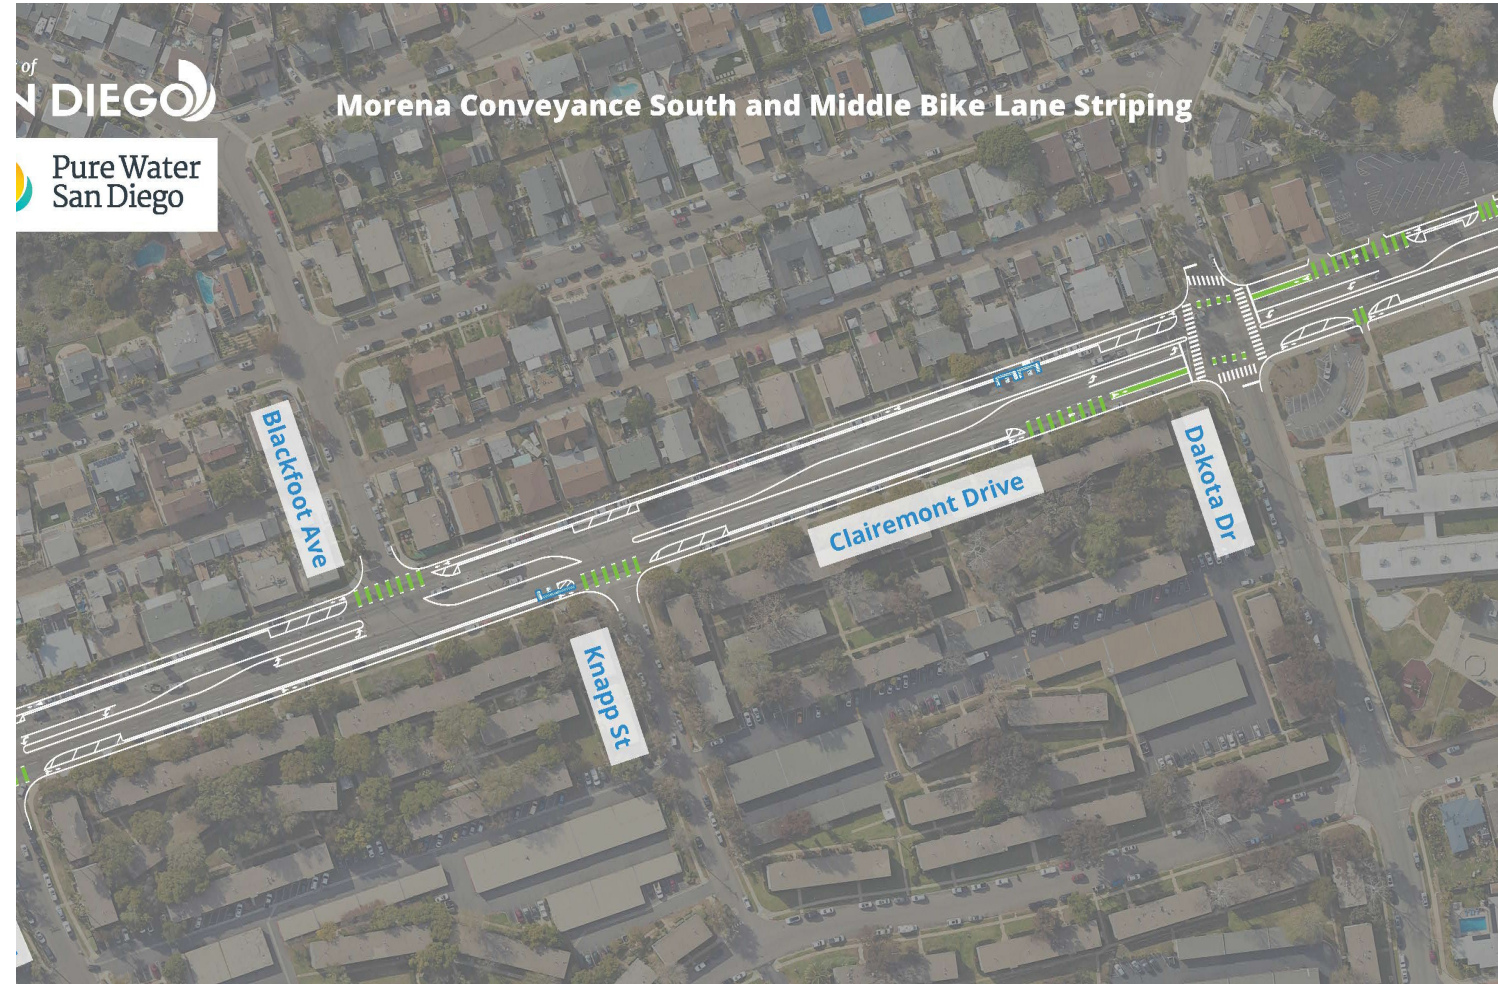 of
N DIEGO
Morena Conveyance South and Middle Bike Lane Striping
Pure Water
San Diego
Blackfoot Ave
Clairemont Drive
Dakota Dr
Knapp St